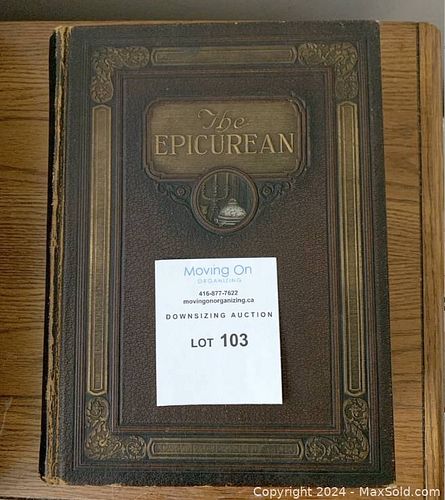 The
EPICUREAN
Moving On
ORGANIZING
416-877-7622
movingonorganizing.ca
DOWNSIZING AUCTION
LOT 103
Copyright © 2024 - MaxSold.com